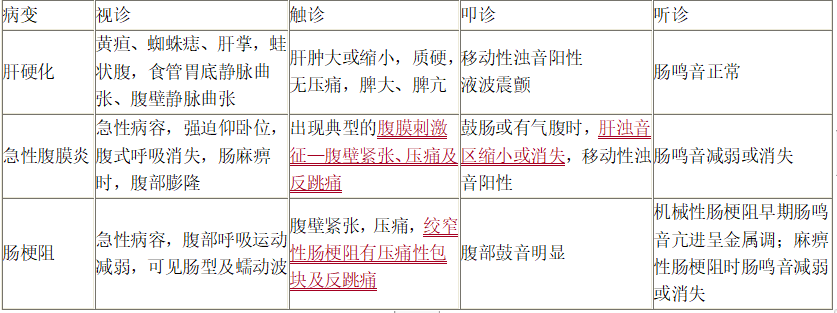 病变 视诊 触诊 叩诊 听诊
肝硬化
黄疸、蜘蛛痣、肝掌，蛙
状腹，食管胃底静脉曲
张、腹壁静脉曲张
肝肿大或缩小，质硬，
无压痛，脾大、脾亢
移动性浊音阳性
液波震颤
肠鸣音正常
急性腹膜炎
急性病容，强迫仰卧位，
腹式呼吸消失，肠麻痹
时，腹部膨隆
出现典型的腹膜刺激
征—腹壁紧张、压痛及
反跳痛
鼓肠或有气腹时，肝浊音
区缩小或消失，移动性浊
音阳性
肠鸣音减弱或消失
肠梗阻
急性病容，腹部呼吸运动
减弱，可见肠型及蠕动波
腹壁紧张，压痛，绞窄
性肠梗阻有压痛性包
块及反跳痛
腹部鼓音明显
机械性肠梗阻早期肠鸣
音亢进呈金属调；麻痹
性肠梗阻时肠鸣音减弱
或消失